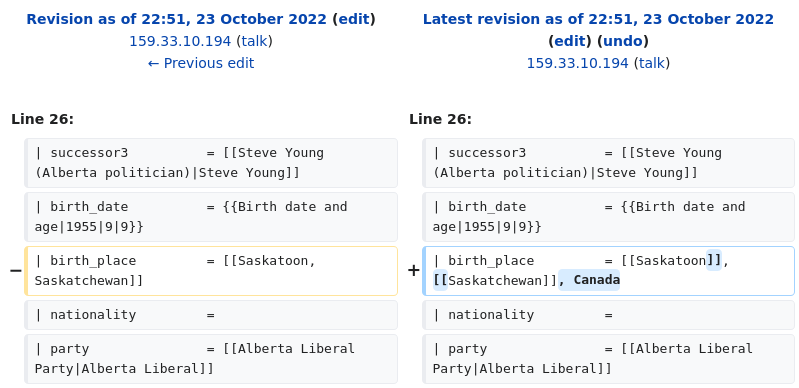 Revision as of 22:51, 23 October 2022 (edit)
159.33.10.194 (talk)
← Previous edit
Latest revision as of 22:51, 23 October 2022
(edit) (undo)
159.33.10.194 (talk)
Line 26:
Line 26:
| successor3          = [[Steve Young
(Alberta politician)|Steve Young]]
| successor3          = [[Steve Young
(Alberta politician)|Steve Young]]
| birth_date          = {{Birth date and
age|1955|9|9}}
| birth_date          = {{Birth date and
age|1955|9|9}}
− | birth_place         = [[Saskatoon,
Saskatchewan]]
+ | birth_place         = [[Saskatoon]],
[[Saskatchewan]], Canada
| nationality         =
| nationality         =
| party               = [[Alberta Liberal
Party|Alberta Liberal]]
| party               = [[Alberta Liberal
Party|Alberta Liberal]]